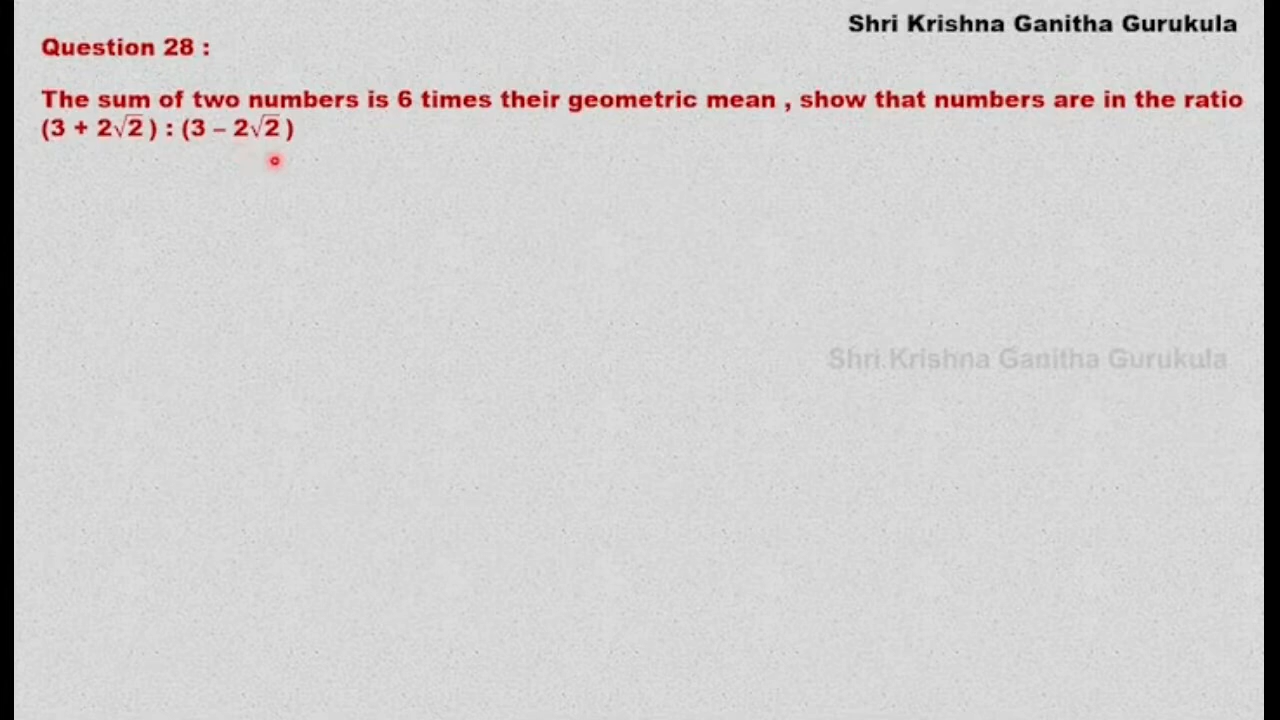 Shri Krishna Ganitha Gurukula
Question 28 :
The sum of two numbers is 6 times their geometric mean , show that numbers are in the ratio
(3 + 2√2 ) : (3 – 2√2 )
Shri Krishna Ganitha Gurukula